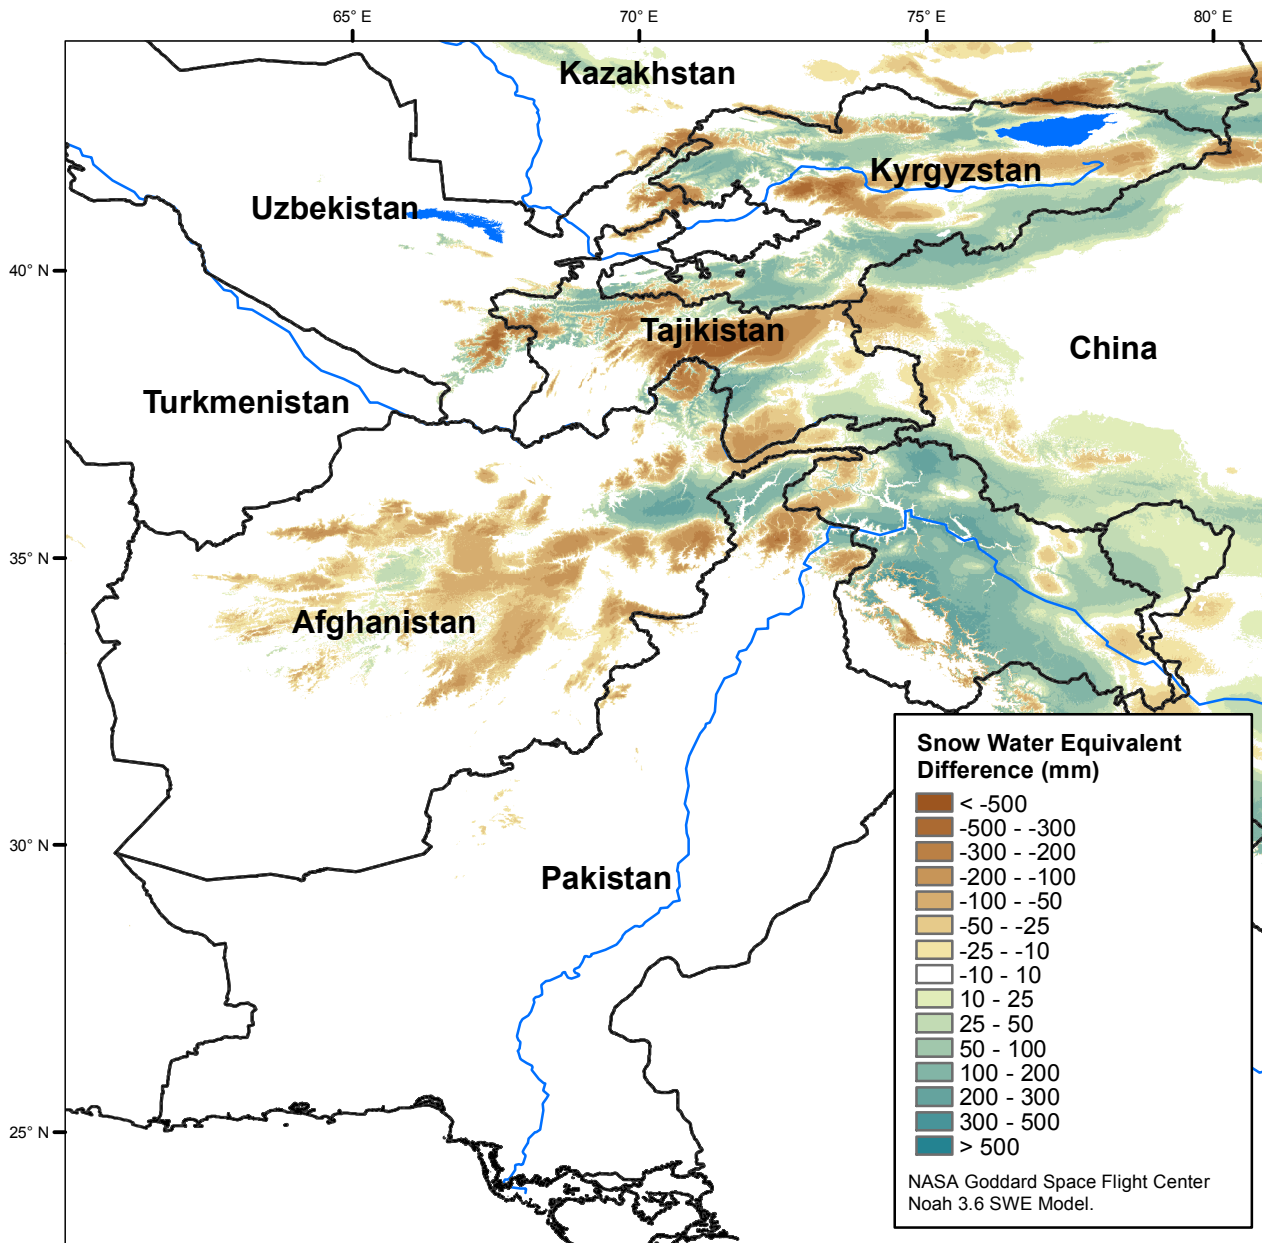 65° E
70° E
75° E
80° E
Kazakhstan
Kyrgyzstan
Uzbekistan
40° N
Tajikistan
China
Turkmenistan
35° N
Afghanistan
Snow Water Equivalent
Difference (mm)
< -500
-500 - -300
-300 - -200
-200 - -100
-100 - -50
-50 - -25
-25 - -10
-10 - 10
10 - 25
25 - 50
50 - 100
100 - 200
200 - 300
300 - 500
> 500
NASA Goddard Space Flight Center
Noah 3.6 SWE Model.
30° N
Pakistan
25° N